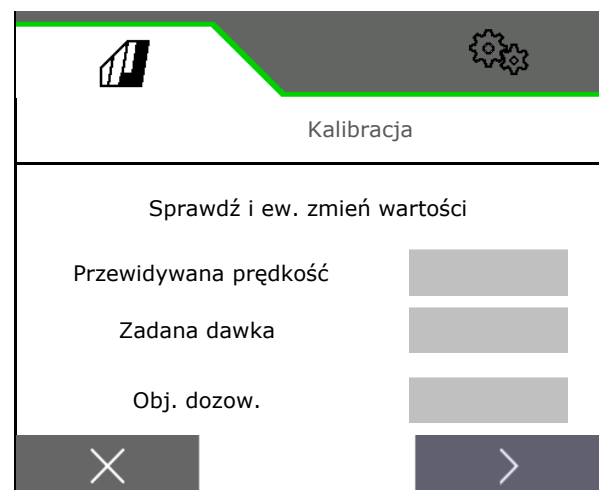 Kalibracja
Sprawdź i ew. zmień wartości
Przewidywana prędkość
Zadana dawka
Obj. dozow.